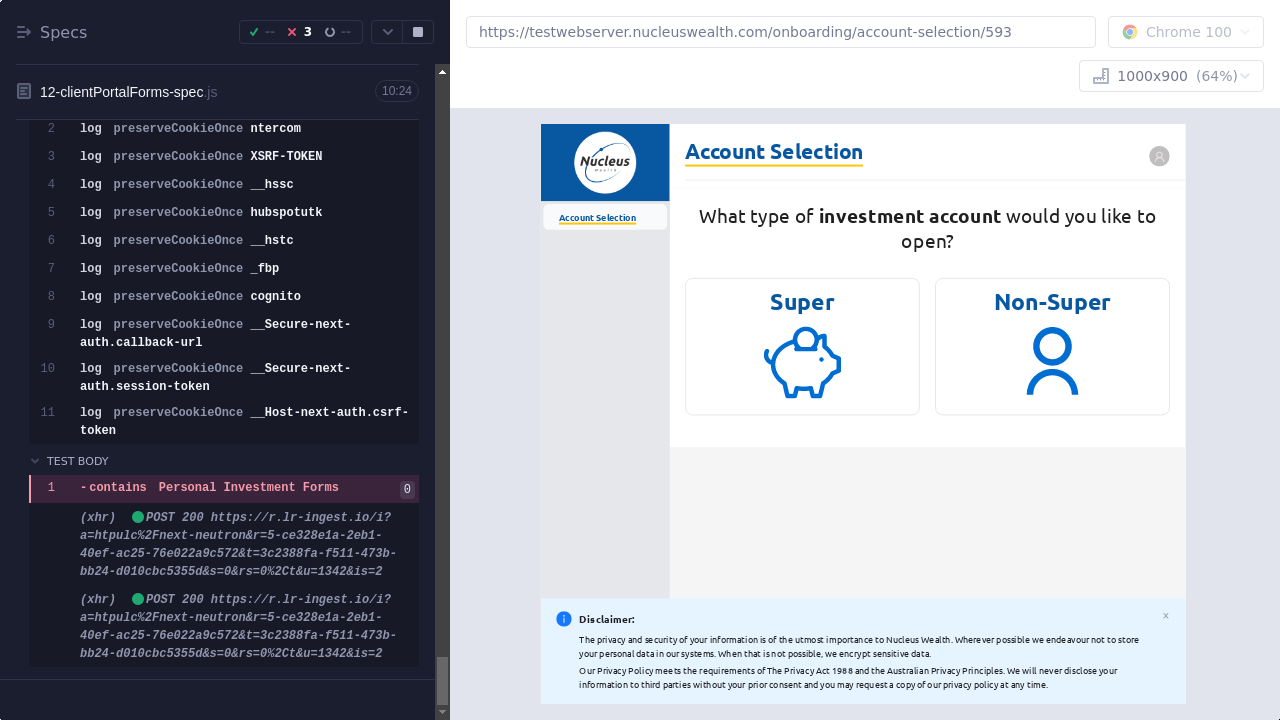 Specs
--
3
--
12-clientPortalForms-spec.js
10:24
2 log preserveCookieOnce ntercom
3 log preserveCookieOnce XSRF-TOKEN
4 log preserveCookieOnce __hssc
5 log preserveCookieOnce hubspotutk
6 log preserveCookieOnce __hstc
7 log preserveCookieOnce _fbp
8 log preserveCookieOnce cognito
9 log preserveCookieOnce __Secure-next-
auth.callback-url
10 log preserveCookieOnce __Secure-next-
auth.session-token
11 log preserveCookieOnce __Host-next-auth.csrf-
token
TEST BODY
1 -contains Personal Investment Forms 0
(xhr) POST 200 https://r.lr-ingest.io/i?
a=htpulc%2Fnext-neutron&r=5-ce328e1a-2eb1-
40ef-ac25-76e022a9c572&t=3c2388fa-f511-473b-
bb24-d010cbc5355d&s=0&rs=0%2Ct&u=1342&is=2
(xhr) POST 200 https://r.lr-ingest.io/i?
a=htpulc%2Fnext-neutron&r=5-ce328e1a-2eb1-
40ef-ac25-76e022a9c572&t=3c2388fa-f511-473b-
bb24-d010cbc5355d&s=0&rs=0%2Ct&u=1342&is=2
https://testwebserver.nucleuswealth.com/onboarding/account-selection/593
Chrome 100
1000x900 (64%)
Nucleus
Wealth
Account Selection
Account Selection
What type of investment account would you like to
open?
Super
Non-Super
Disclaimer:
The privacy and security of your information is of the utmost importance to Nucleus Wealth. Wherever possible we endeavour not to store
your personal data in our systems. When that is not possible, we encrypt sensitive data.
Our Privacy Policy meets the requirements of The Privacy Act 1988 and the Australian Privacy Principles. We will never disclose your
information to third parties without your prior consent and you may request a copy of our privacy policy at any time.